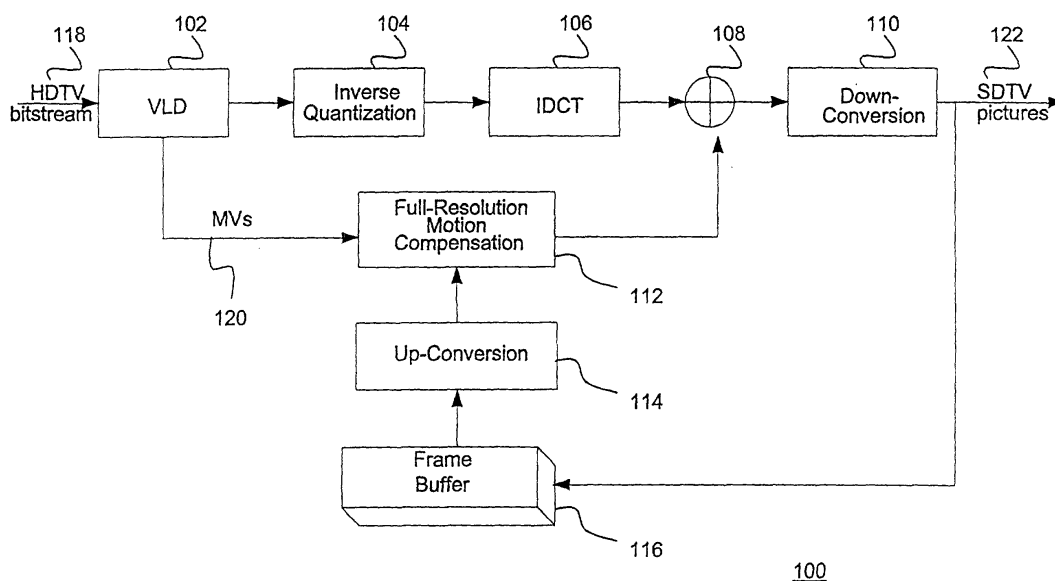 118
102
104
106
108
110
122
HDTV
bitstream
VLD
Inverse
Quantization
IDCT
Down-
Conversion
SDTV
pictures
MVs
120
Full-Resolution
Motion
Compensation
112
Up-Conversion
114
Frame
Buffer
116
100